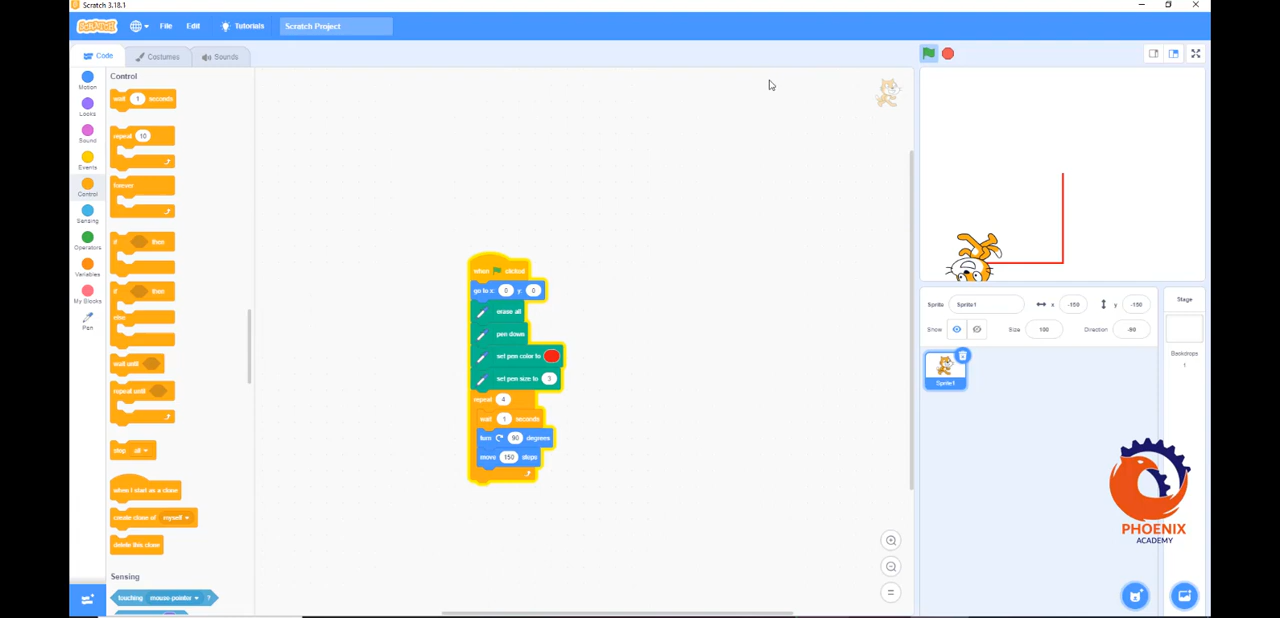 Scratch 3.18.1
SCRATCH File Edit Tutorials Scratch Project
Code Costumes Sounds
Motion
Looks
Sound
Events
Control
Sensing
Operators
Variables
My Blocks
Pen
Control
wait 1 seconds
repeat 10
forever
if then
if then
else
wait until
repeat until
stop all
when I start as a clone
create clone of myself
delete this clone
Sensing
touching mouse-pointer ?
when clicked
go to x: 0 y: 0
erase all
pen down
set pen color to
set pen size to 3
repeat 4
wait 1 seconds
turn 90 degrees
move 150 steps
Sprite Sprite1 x -150 y -150
Show Size 100 Direction -90
Sprite1
Stage
Backdrops
1
PHOENIX
ACADEMY